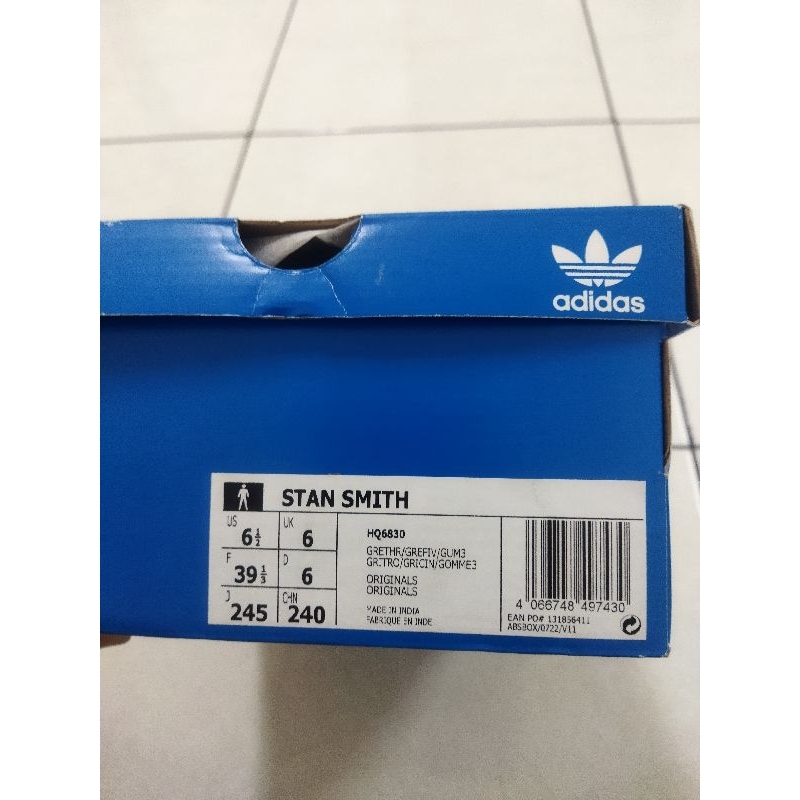 adidas
STAN SMITH
US 6½ UK 6
F 39⅓ D 6
J 245 CHN 240
HQ6830
GRETHR/GREFIV/GUM3
GRITRO/GRICIN/GOMME3
ORIGINALS
ORIGINALS
MADE IN INDIA
FABRIQUE EN INDE
4 066748 497430
EAN PO# 131856411
ABSBOX/0722/V11